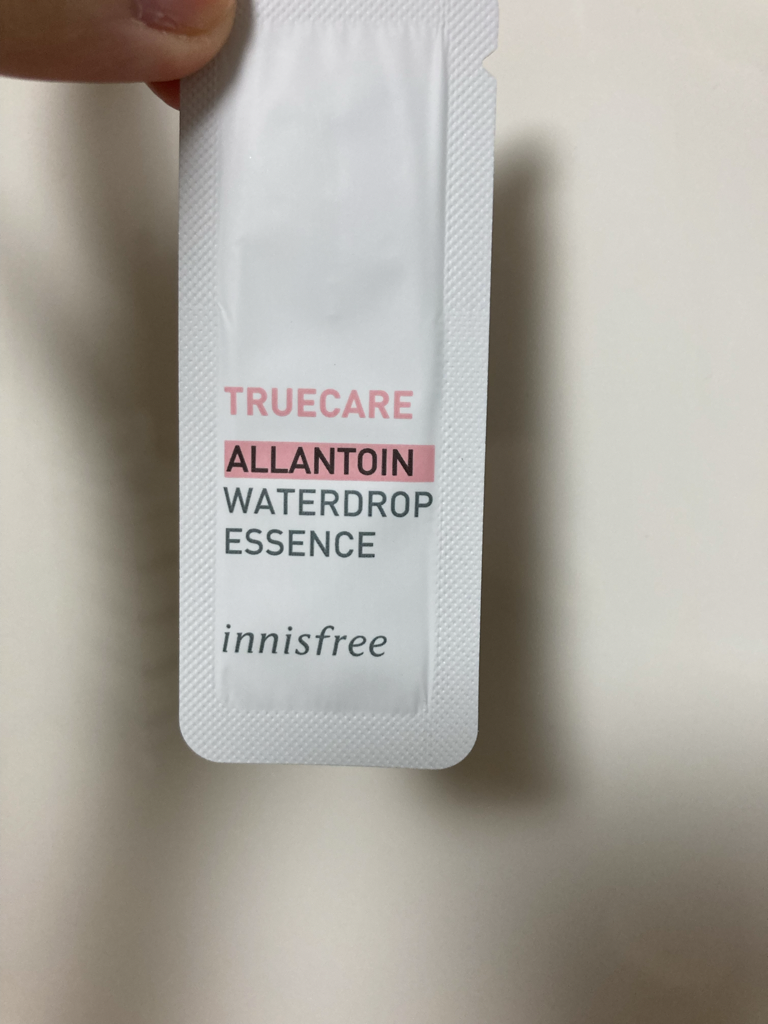 TRUECARE
ALLANTOIN
WATERDROP
ESSENCE
innisfree